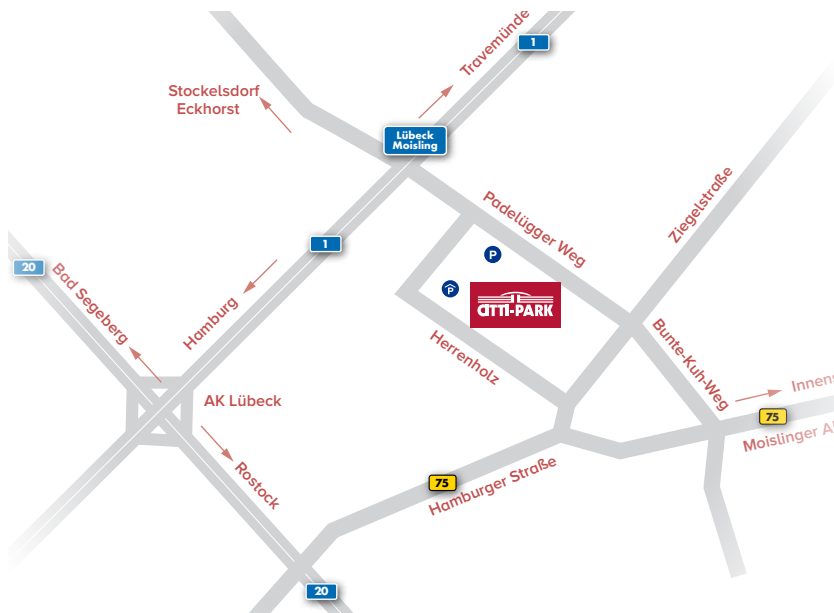 1
Travemünde
Stockelsdorf
Eckhorst
Lübeck
Moisling
Padelügger Weg
Ziegelstraße
1
P
20
Bad Segeberg
Hamburg
P
CITTI-PARK
Herrenholz
Bunte-Kuh-Weg
AK Lübeck
75
Moislinger
Rostock
75
Hamburger Straße
20